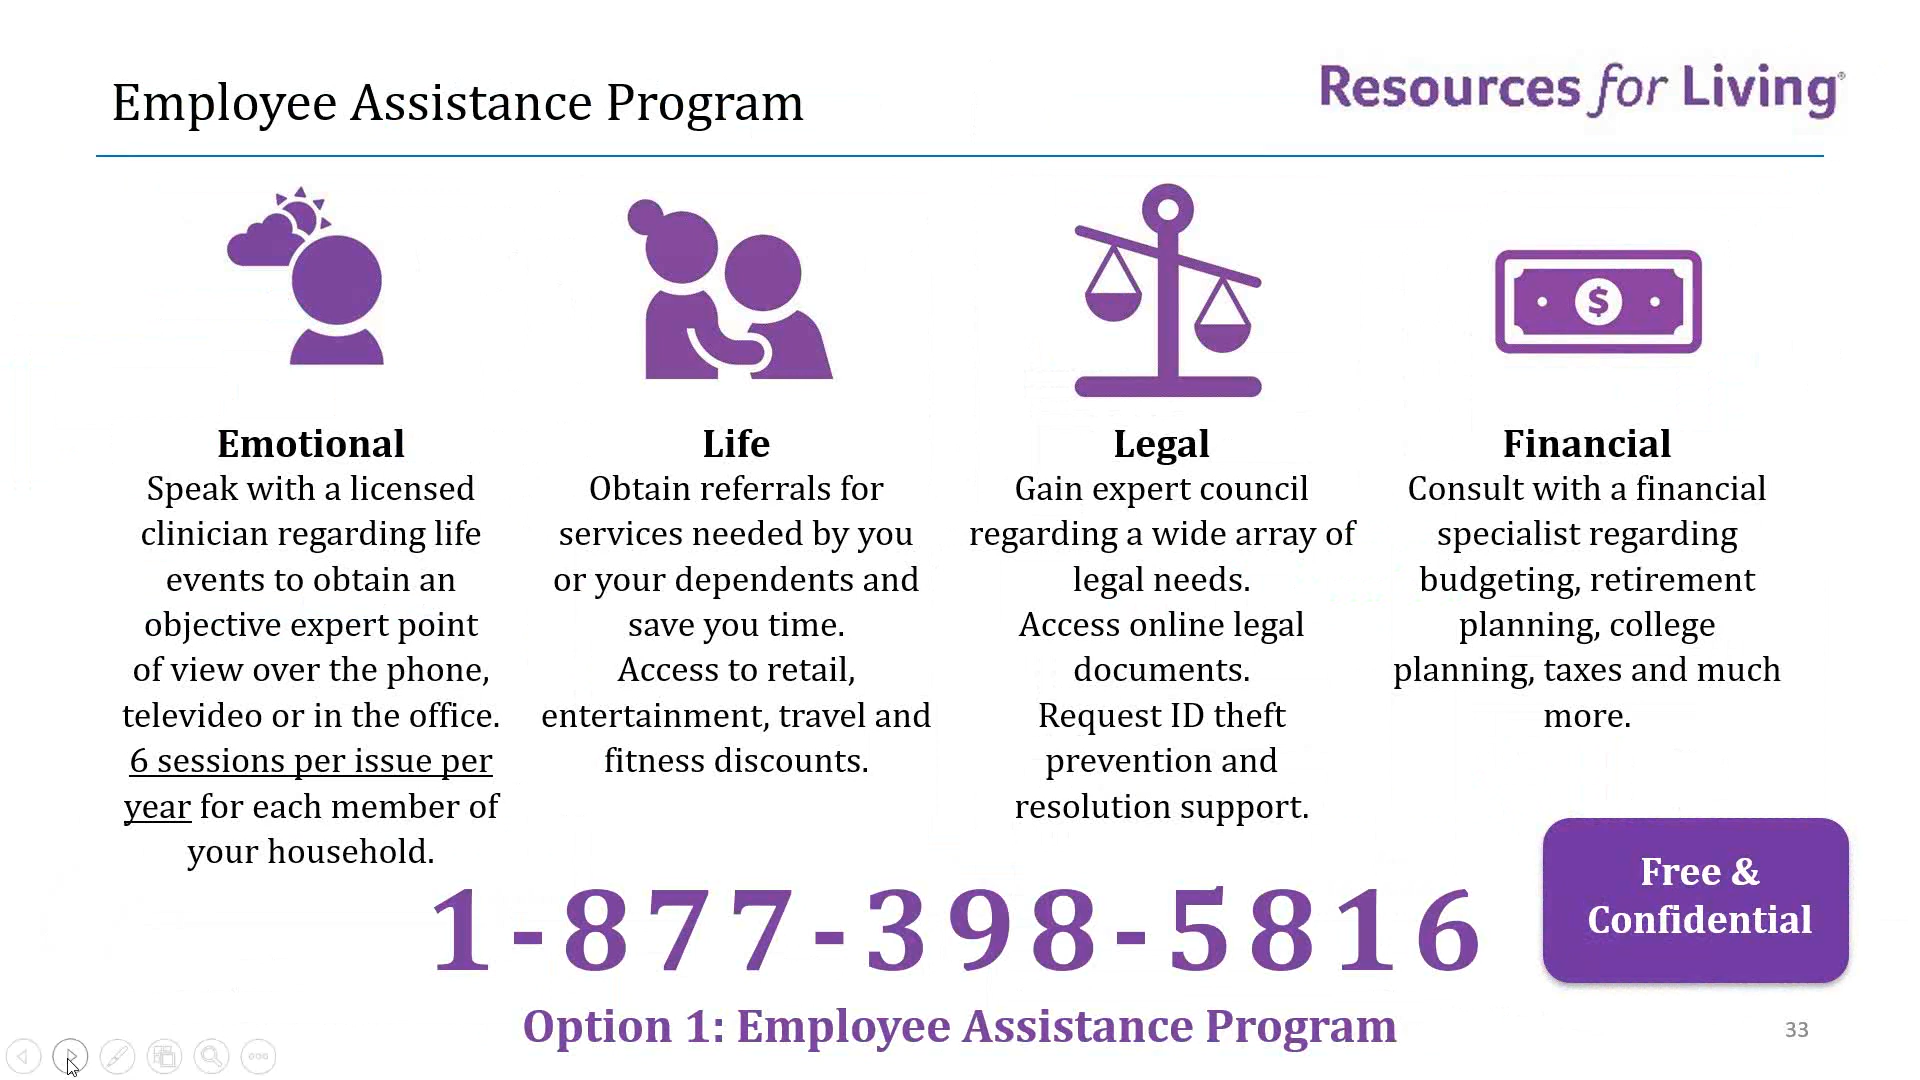 Employee Assistance Program
Resources for Living®
Emotional
Speak with a licensed
clinician regarding life
events to obtain an
objective expert point
of view over the phone,
televideo or in the office.
6 sessions per issue per
year for each member of
your household.
Life
Obtain referrals for
services needed by you
or your dependents and
save you time.
Access to retail,
entertainment, travel and
fitness discounts.
Legal
Gain expert council
regarding a wide array of
legal needs.
Access online legal
documents.
Request ID theft
prevention and
resolution support.
Financial
Consult with a financial
specialist regarding
budgeting, retirement
planning, college
planning, taxes and much
more.
$
Free &
Confidential
1-877-398-5816
Option 1: Employee Assistance Program
33